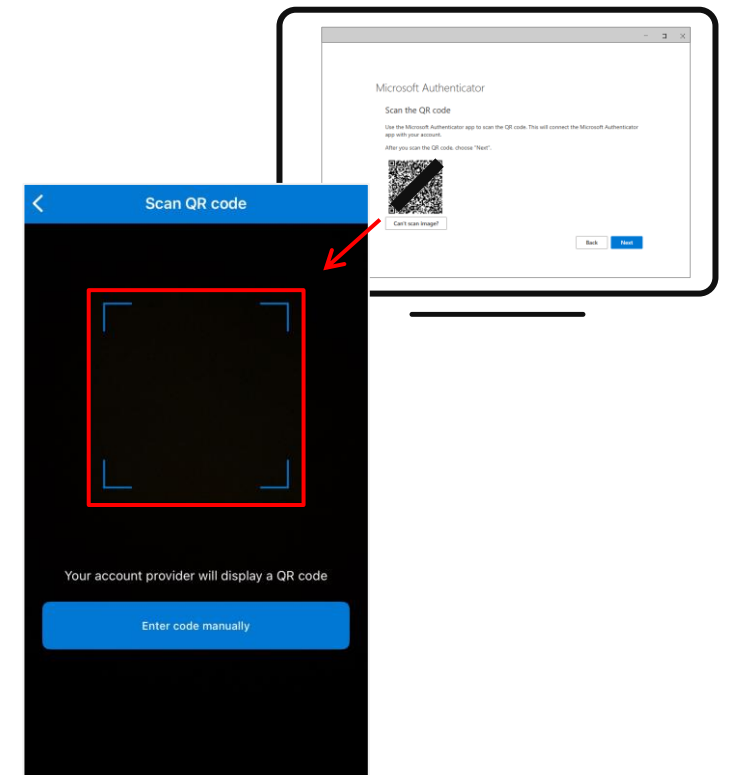 Microsoft Authenticator
Scan the QR code
Use the Microsoft Authenticator app to scan the QR code. This will connect the Microsoft Authenticator
app with your account.
After you scan the QR code, choose "Next".
Can't scan image?
Back Next
Scan QR code
Your account provider will display a QR code
Enter code manually